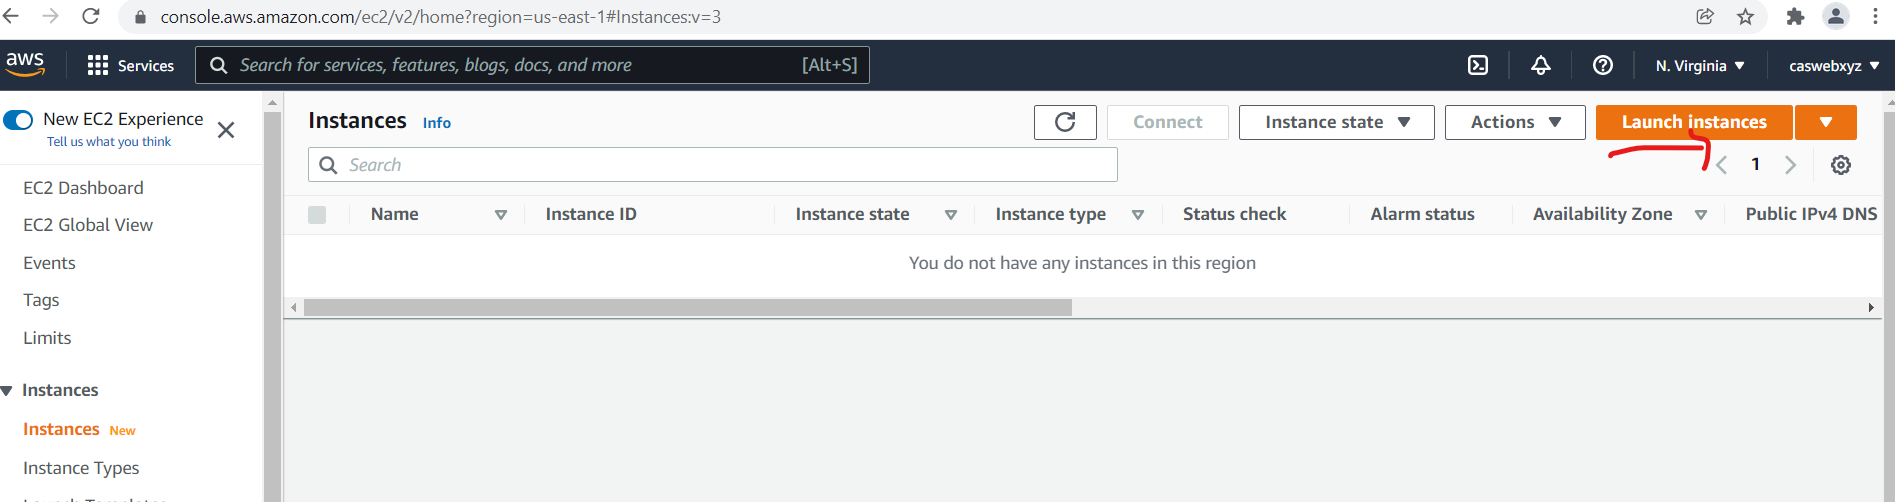 console.aws.amazon.com/ec2/v2/home?region=us-east-1#Instances:v=3
aws Services Search for services, features, blogs, docs, and more [Alt+S] N. Virginia caswebxyz
New EC2 Experience
Tell us what you think
Instances Info Connect Instance state Actions Launch instances
Search 1
Name Instance ID Instance state Instance type Status check Alarm status Availability Zone Public IPv4 DNS
You do not have any instances in this region
EC2 Dashboard
EC2 Global View
Events
Tags
Limits
Instances
Instances New
Instance Types